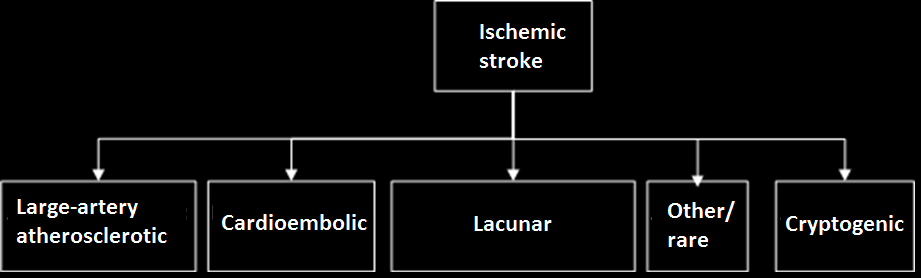 Ischemic
stroke
Large-artery
atherosclerotic
Cardioembolic
Lacunar
Other/
rare
Cryptogenic